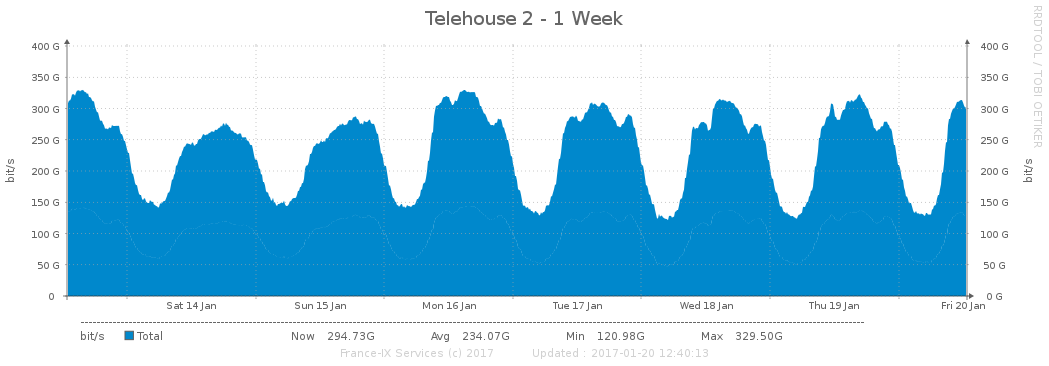 Telehouse 2 - 1 Week
RRDTOOL / TOBI OETIKER
400 G 400 G
350 G 350 G
300 G 300 G
250 G 250 G
200 G 200 G
150 G 150 G
100 G 100 G
50 G 50 G
0 0 G
bit/s bit/s
Sat 14 Jan Sun 15 Jan Mon 16 Jan Tue 17 Jan Wed 18 Jan Thu 19 Jan Fri 20 Jan
bit/s Total Now 294.73G Avg 234.07G Min 120.98G Max 329.50G
France-IX Services (c) 2017 Updated : 2017-01-20 12:40:13